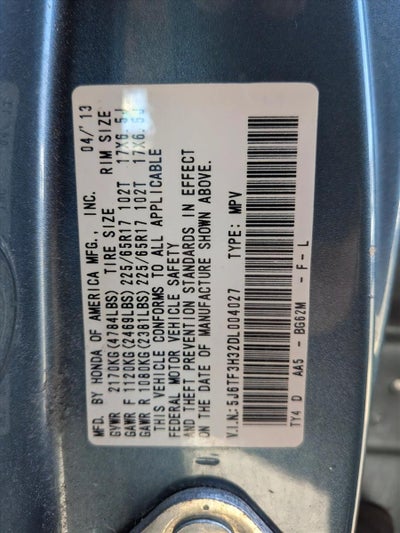 MFD. BY HONDA OF AMERICA MFG., INC. 04/'13
GVWR 2170KG(4784LBS) TIRE SIZE RIM SIZE
GAWR F 1120KG(2469LBS) 225/65R17 102T 17X6.5J
GAWR R 1080KG(2381LBS) 225/65R17 102T 17X6.5J
THIS VEHICLE CONFORMS TO ALL APPLICABLE
FEDERAL MOTOR VEHICLE SAFETY
AND THEFT PREVENTION STANDARDS IN EFFECT
ON THE DATE OF MANUFACTURE SHOWN ABOVE.
V.I.N.:5J6TF3H32DL004027 TYPE: MPV
TY4 D AA5 - BG62M - F - L